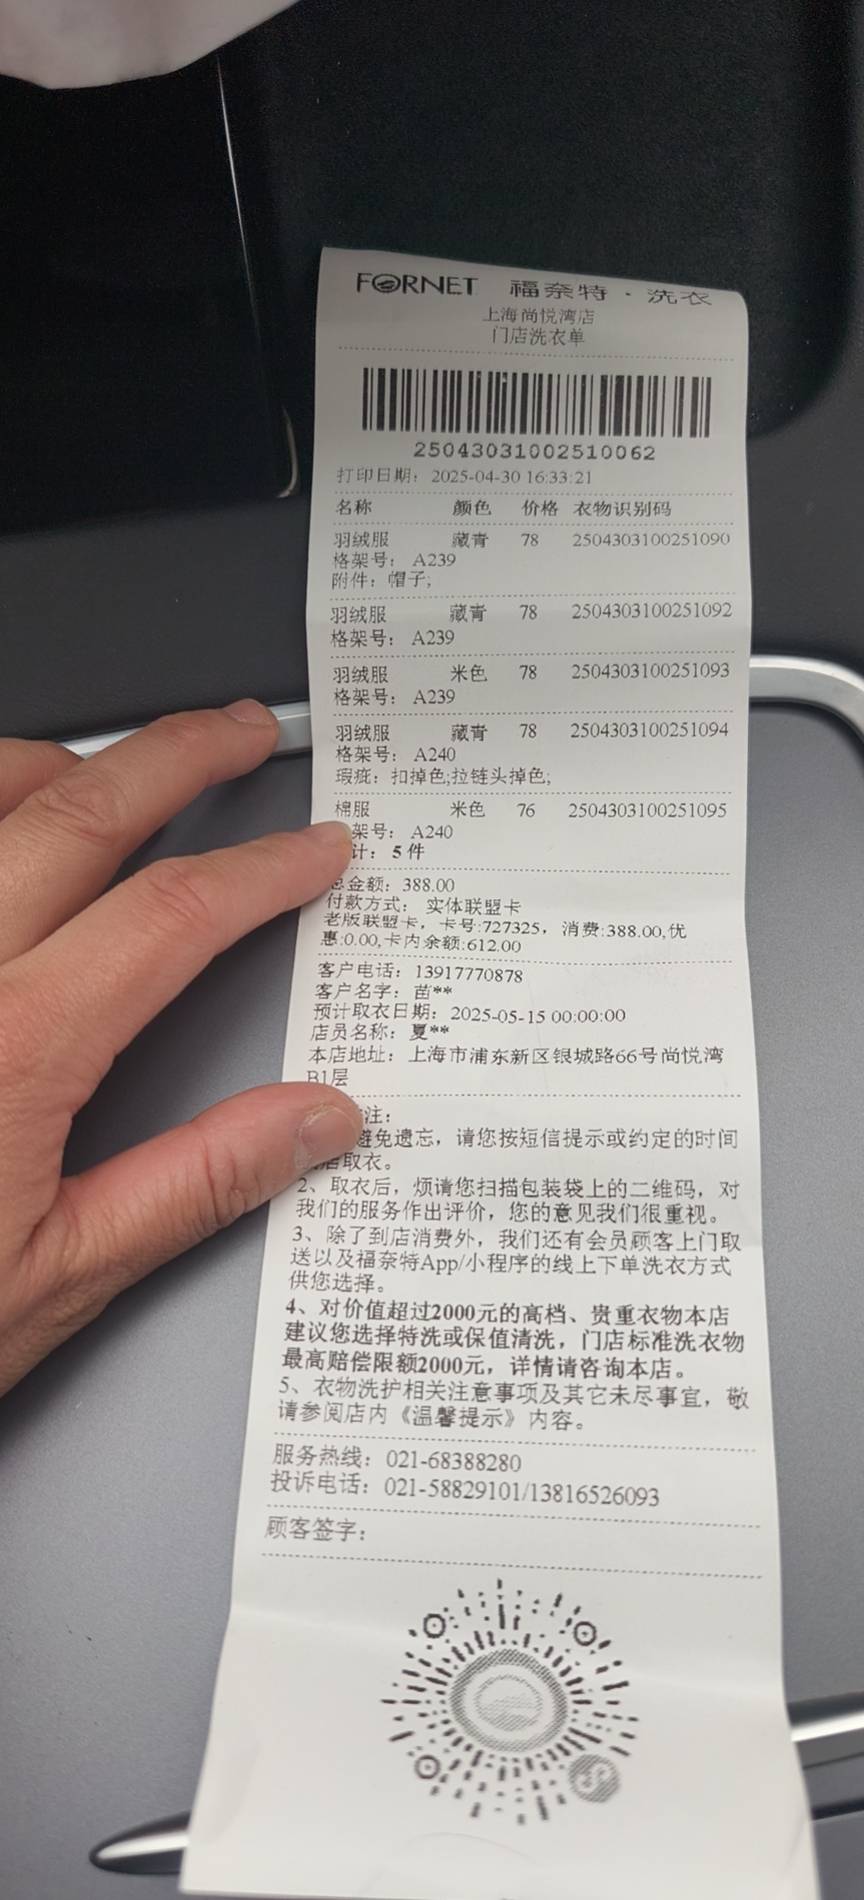 FORNET 福奈特·洗衣
上海尚悦湾店
门店洗衣单
25043031002510062
打印日期：2025-04-30 16:33:21
名称 颜色 价格 衣物识别码
羽绒服 藏青 78 2504303100251090
格架号： A239
附件：帽子;
羽绒服 藏青 78 2504303100251092
格架号： A239
羽绒服 米色 78 2504303100251093
格架号： A239
羽绒服 藏青 78 2504303100251094
格架号： A240
瑕疵：扣掉色;拉链头掉色;
棉服 米色 76 2504303100251095
架号： A240
计： 5 件
总金额：388.00
付款方式： 实体联盟卡
老版联盟卡，卡号:727325，消费:388.00,优
惠:0.00,卡内余额:612.00
客户电话：13917770878
客户名字：苗**
预计取衣日期：2025-05-15 00:00:00
店员名称：夏**
本店地址：上海市浦东新区银城路66号尚悦湾
B1层
注：
避免遗忘，请您按短信提示或约定的时间
店取衣。
2、取衣后，烦请您扫描包装袋上的二维码，对
我们的服务作出评价，您的意见我们很重视。
3、除了到店消费外，我们还有会员顾客上门取
送以及福奈特App/小程序的线上下单洗衣方式
供您选择。
4、对价值超过2000元的高档、贵重衣物本店
建议您选择特洗或保值清洗，门店标准洗衣物
最高赔偿限额2000元，详情请咨询本店。
5、衣物洗护相关注意事项及其它未尽事宜，敬
请参阅店内《温馨提示》内容。
服务热线：021-68388280
投诉电话：021-58829101/13816526093
顾客签字：